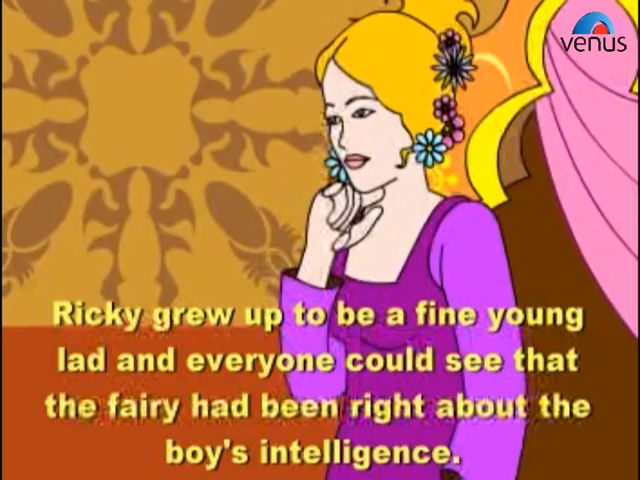 venus
Ricky grew up to be a fine young
lad and everyone could see that
the fairy had been right about the
boy's intelligence.